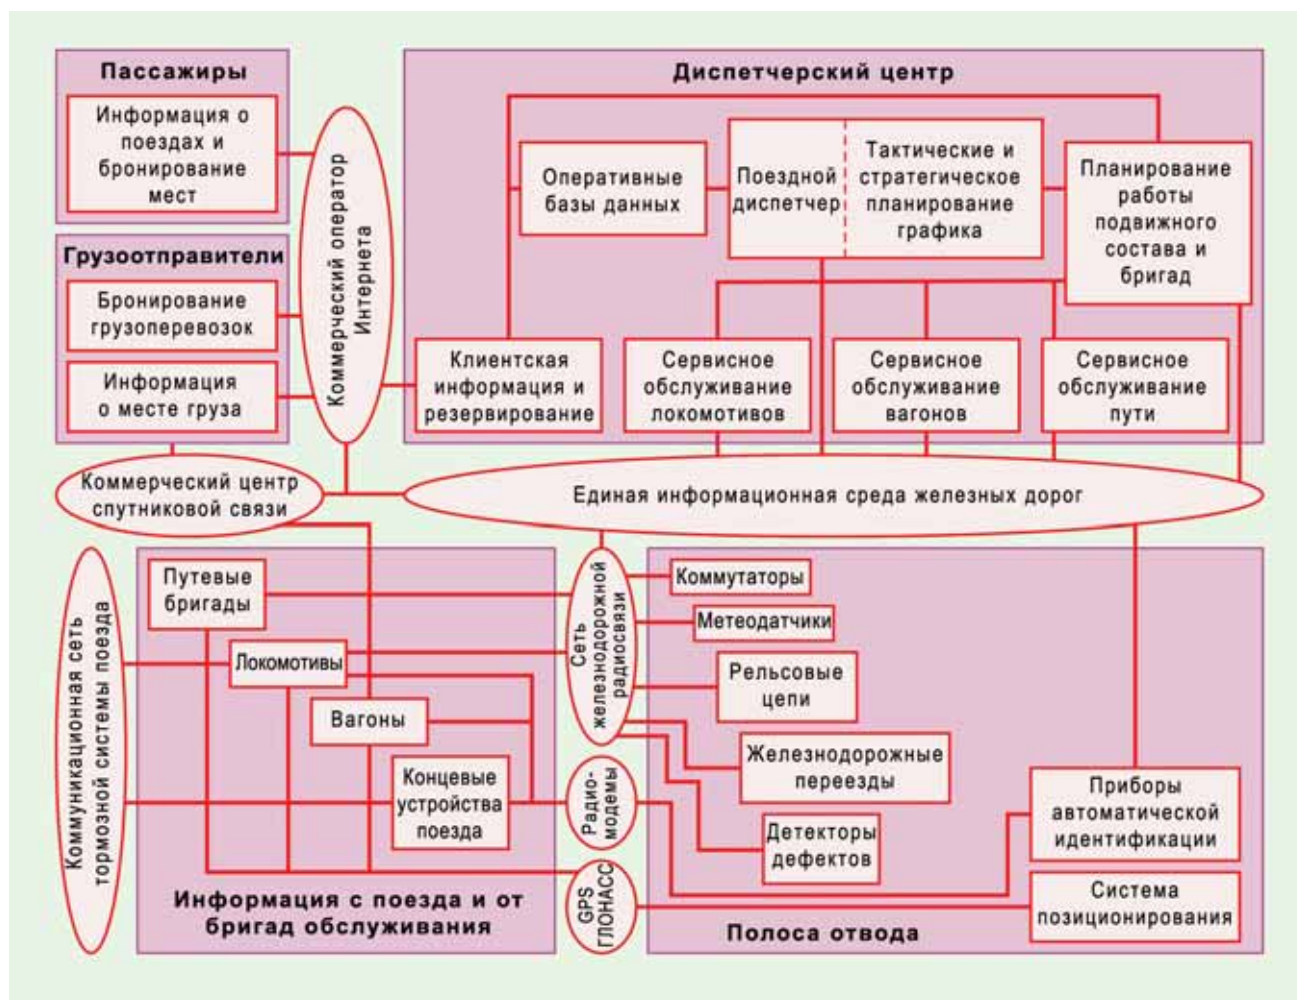 Пассажиры
Информация о
поездах и
бронирование
мест
Грузоотправители
Бронирование
грузоперевозок
Информация
о месте груза
Коммерческий оператор
Интернета
Диспетчерский центр
Оперативные
базы данных
Поездной
диспетчер
Тактические и
стратегическое
планирование
графика
Планирование
работы
подвижного
состава и
бригад
Клиентская
информация и
резервирование
Сервисное
обслуживание
локомотивов
Сервисное
обслуживание
вагонов
Сервисное
обслуживание
пути
Коммерческий центр
спутниковой связи
Единая информационная среда железных дорог
Коммуникационная сеть
тормозной системы поезда
Путевые
бригады
Локомотивы
Вагоны
Концевые
устройства
поезда
Информация с поезда и от
бригад обслуживания
Сеть
железнодорожной
радиосвязи
Радио-
модемы
GPS
ГЛОНАСС
Коммутаторы
Метеодатчики
Рельсовые
цепи
Железнодорожные
переезды
Детекторы
дефектов
Приборы
автоматической
идентификации
Система
позиционирования
Полоса отвода